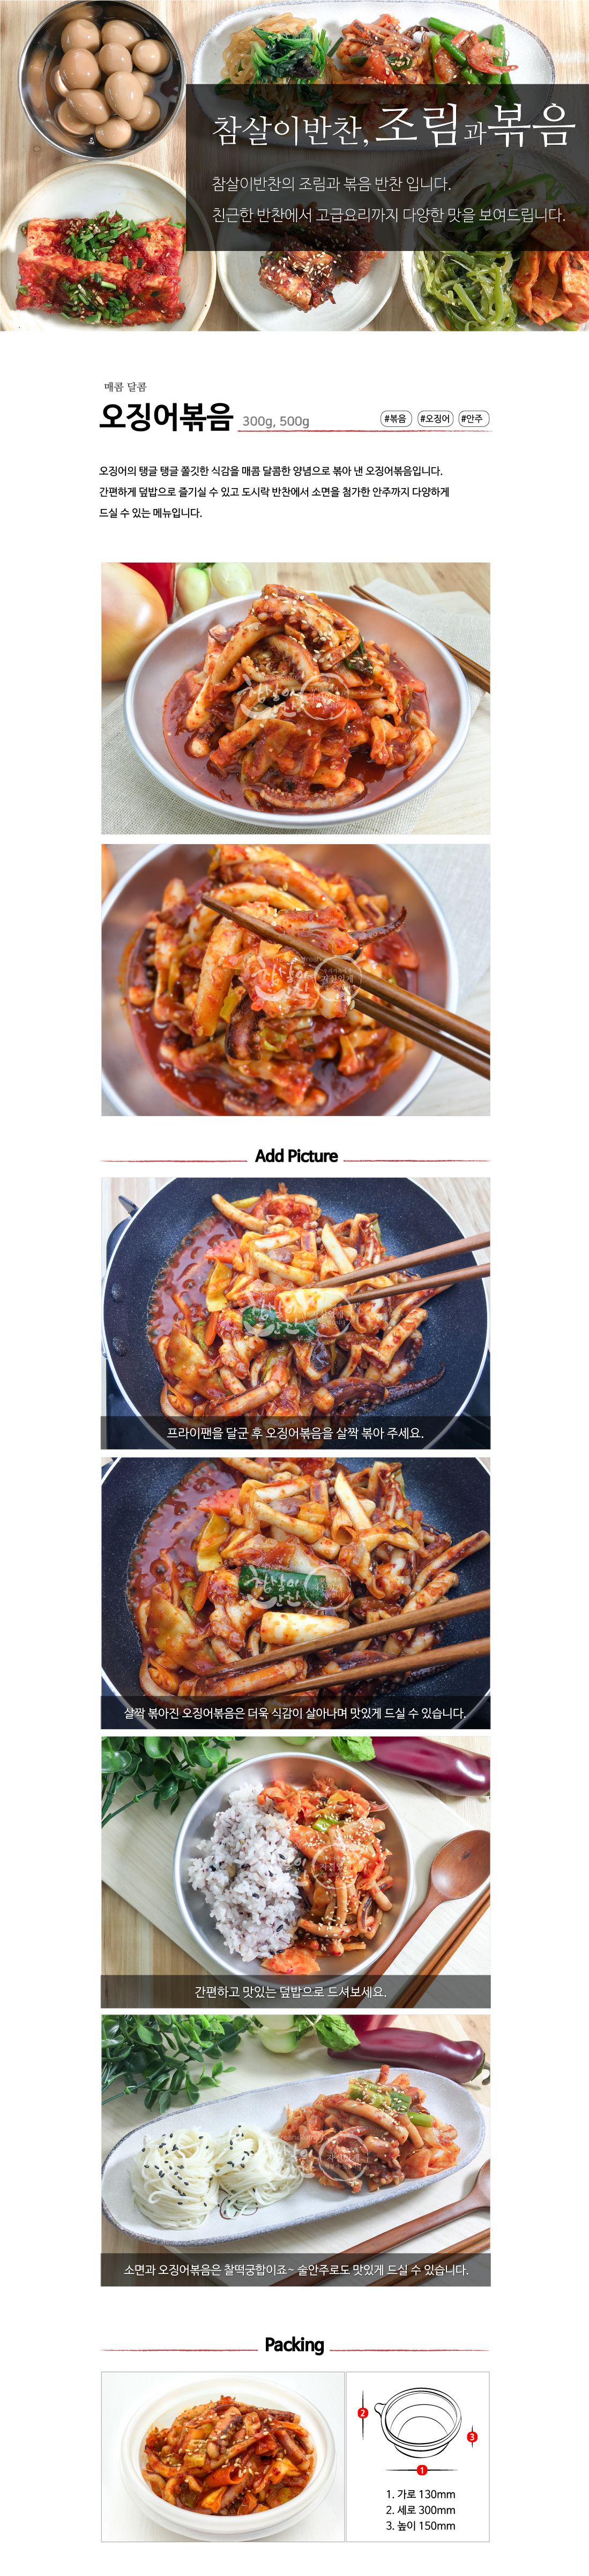 참살이반찬, 조림과볶음
참살이반찬의 조림과 볶음 반찬 입니다.
친근한 반찬에서 고급요리까지 다양한 맛을 보여드립니다.
매콤 달콤
오징어볶음 300g, 500g #볶음 #오징어 #안주
오징어의 탱글 탱글 쫄깃한 식감을 매콤 달콤한 양념으로 볶아 낸 오징어볶음입니다.
간편하게 덮밥으로 즐기실 수 있고 도시락 반찬에서 소면을 첨가한 안주까지 다양하게
드실 수 있는 메뉴입니다.
참살이
반찬
Add Picture
프라이팬을 달군 후 오징어볶음을 살짝 볶아 주세요.
참살이
반찬
살짝 볶아진 오징어볶음은 더욱 식감이 살아나며 맛있게 드실 수 있습니다.
간편하고 맛있는 덮밥으로 드셔보세요.
소면과 오징어볶음은 찰떡궁합이죠~ 술안주로도 맛있게 드실 수 있습니다.
Packing
2
3
1
1. 가로 130mm
2. 세로 300mm
3. 높이 150mm